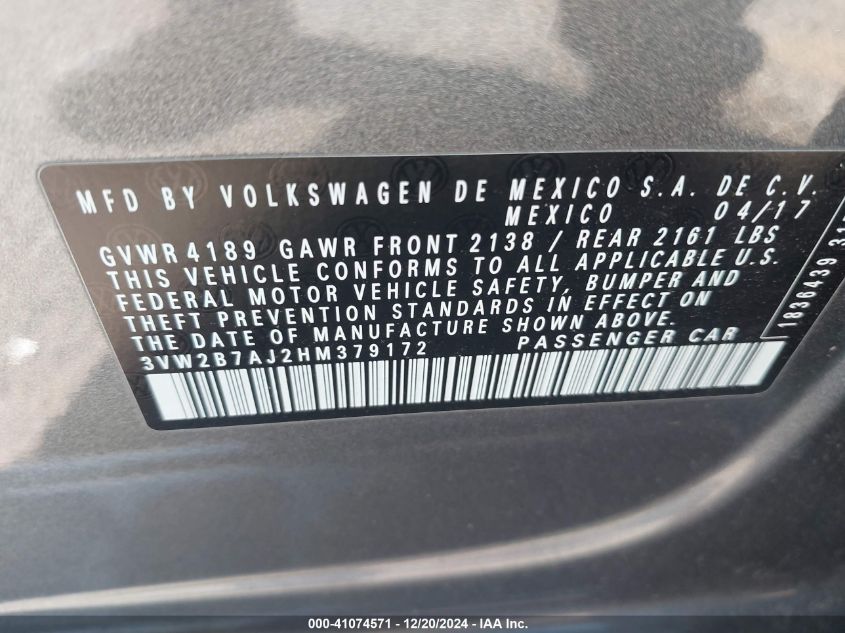 MFD BY VOLKSWAGEN DE MEXICO S.A. DE C.V.
MEXICO 04/17
GVWR 4189 GAWR FRONT 2138 / REAR 2161 LBS
THIS VEHICLE CONFORMS TO ALL APPLICABLE U.S.
FEDERAL MOTOR VEHICLE SAFETY, BUMPER AND
THEFT PREVENTION STANDARDS IN EFFECT ON
THE DATE OF MANUFACTURE SHOWN ABOVE.
3VW2B7AJ2HM379172 PASSENGER CAR
1836439
000-41074571 - 12/20/2024 - IAA Inc.